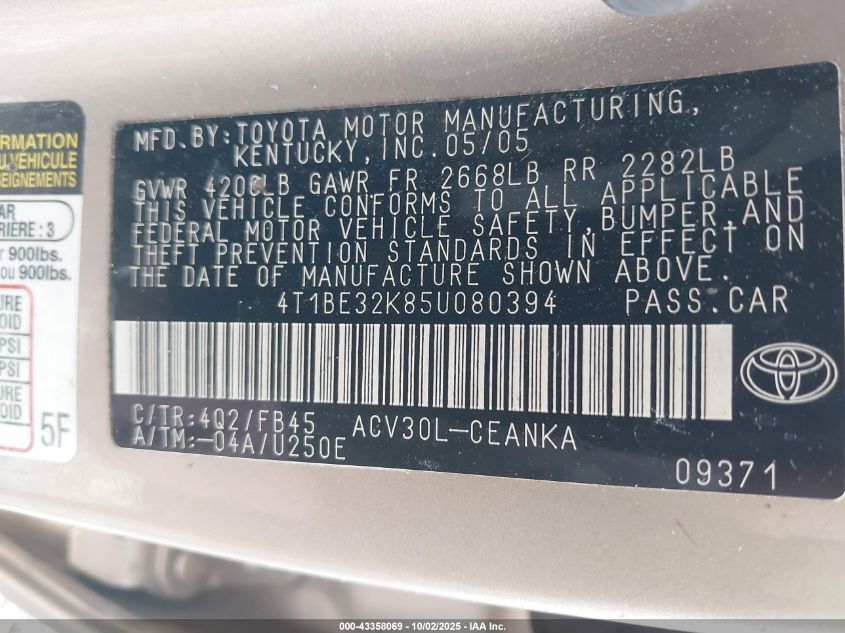 MFD.BY:TOYOTA MOTOR MANUFACTURING,
KENTUCKY,INC.05/05
GVWR 4200LB GAWR FR 2668LB RR 2282LB
THIS VEHICLE CONFORMS TO ALL APPLICABLE
FEDERAL MOTOR VEHICLE SAFETY,BUMPER,AND
THEFT PREVENTION STANDARDS IN EFFECT ON
THE DATE OF MANUFACTURE SHOWN ABOVE.
4T1BE32K85U080394 PASS.CAR
C/TR:4Q2/FB45 ACV30L-CEANKA
A/TM:-04A/U250E
09371
RMATION
VEHICULE
EIGNEMENTS
AR
RIERE:3
r 900lbs.
ou 900lbs.
URE
OID
PSI
PSI
URE
OID
5F
000-43358069 - 10/02/2025 - IAA Inc.